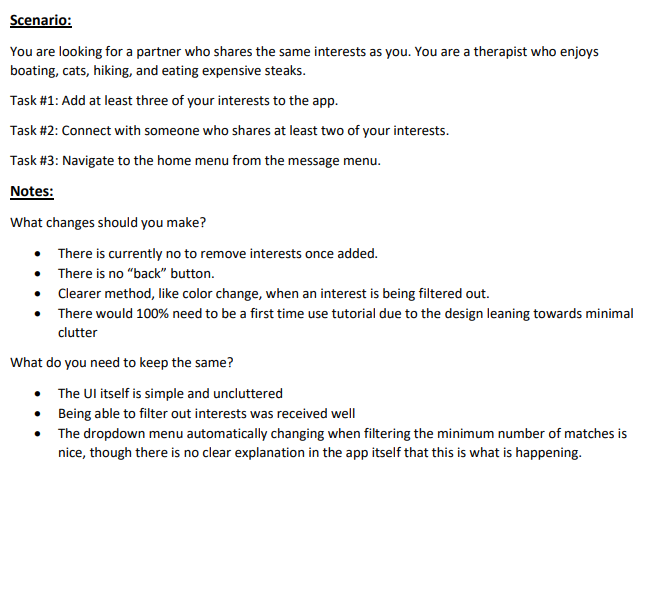 Scenario:
You are looking for a partner who shares the same interests as you. You are a therapist who enjoys
boating, cats, hiking, and eating expensive steaks.
Task #1: Add at least three of your interests to the app.
Task #2: Connect with someone who shares at least two of your interests.
Task #3: Navigate to the home menu from the message menu.
Notes:
What changes should you make?
• There is currently no to remove interests once added.
• There is no “back” button.
• Clearer method, like color change, when an interest is being filtered out.
• There would 100% need to be a first time use tutorial due to the design leaning towards minimal
clutter
What do you need to keep the same?
• The UI itself is simple and uncluttered
• Being able to filter out interests was received well
• The dropdown menu automatically changing when filtering the minimum number of matches is
nice, though there is no clear explanation in the app itself that this is what is happening.